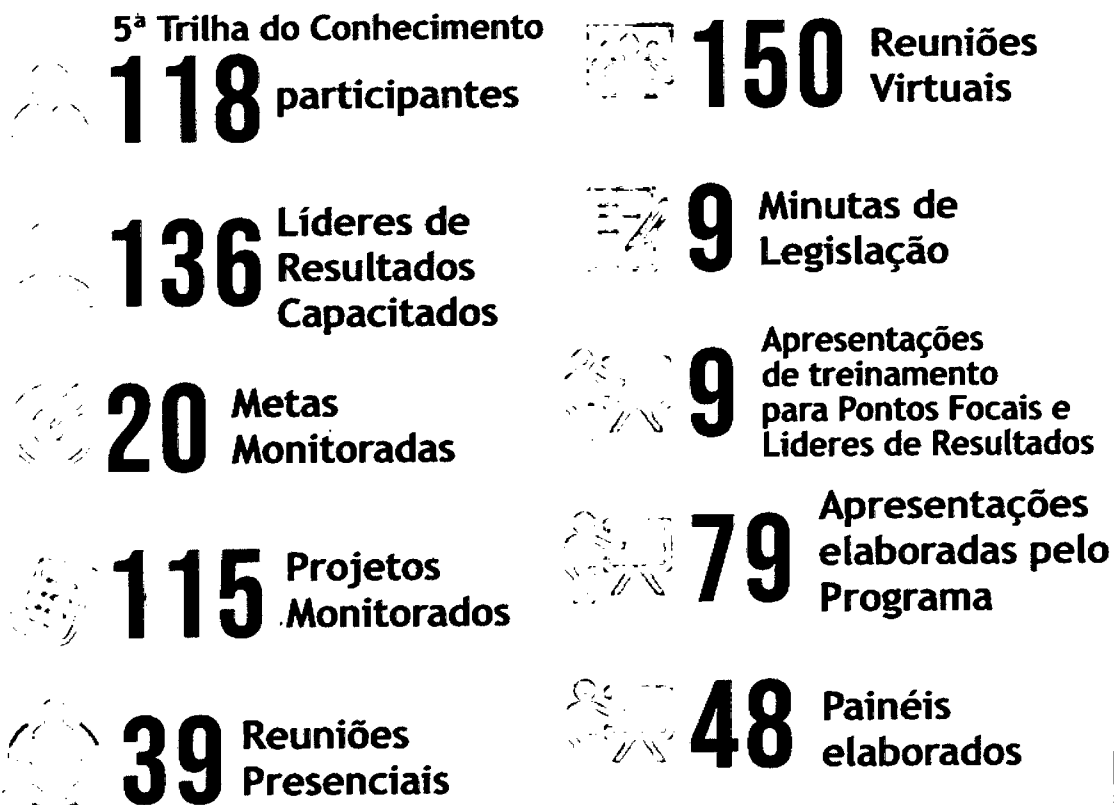 5ª Trilha do Conhecimento
118 participantes
136 Líderes de
Resultados
Capacitados
20 Metas
Monitoradas
115 Projetos
Monitorados
39 Reuniões
Presenciais
150 Reuniões
Virtuais
9 Minutas de
Legislação
9 Apresentações
de treinamento
para Pontos Focais e
Lideres de Resultados
79 Apresentações
elaboradas pelo
Programa
48 Painéis
elaborados